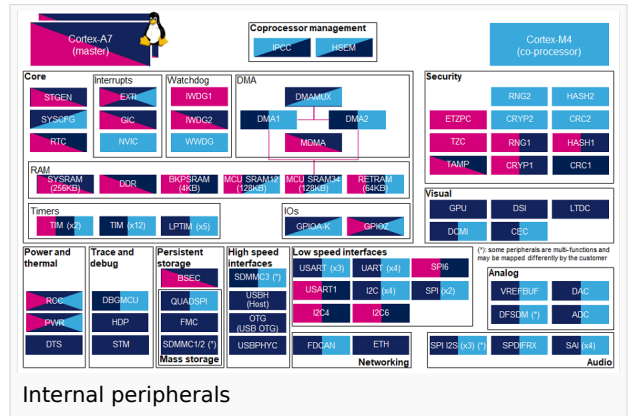 Cortex-A7
(master)
Coprocessor management
IPCC
HSEM
Cortex-M4
(co-processor)
Core
STGEN
SYSCFG
RTC
Interrupts
EXTI
GIC
NVIC
Watchdog
IWDG1
IWDG2
WWDG
DMA
DMAMUX
DMA1
DMA2
MDMA
Security
RNG2
HASH2
ETZPC
CRYP2
CRC2
TZC
RNG1
HASH1
TAMP
CRYP1
CRC1
RAM
SYSRAM
(256KB)
DDR
BKPSRAM
(4KB)
MCU SRAM12
(128KB)
MCU SRAM34
(128KB)
RETRAM
(64KB)
Timers
TIM (x2)
TIM (x12)
LPTIM (x5)
IOs
GPIOA-K
GPIOZ
Visual
GPU
DSI
LTDC
DCMI
CEC
Power and
thermal
RCC
PWR
DTS
Trace and
debug
DBGMCU
HDP
STM
Persistent
storage
BSEC
QUADSPI
FMC
SDMMC1/2 (*)
Mass storage
High speed
interfaces
SDMMC3 (*)
USBH
(Host)
OTG
(USB OTG)
USBPHYC
Low speed interfaces
USART (x3)
UART (x4)
SPI6
USART1
I2C (x4)
SPI (x2)
I2C4
I2C6
FDCAN
ETH
Networking
(*): some peripherals are multi-functions and
may be mapped differently by the customer
Analog
VREFBUF
DAC
DFSDM (*)
ADC
SPI I2S (x3) (*)
SPDIFRX
SAI (x4)
Audio
Internal peripherals